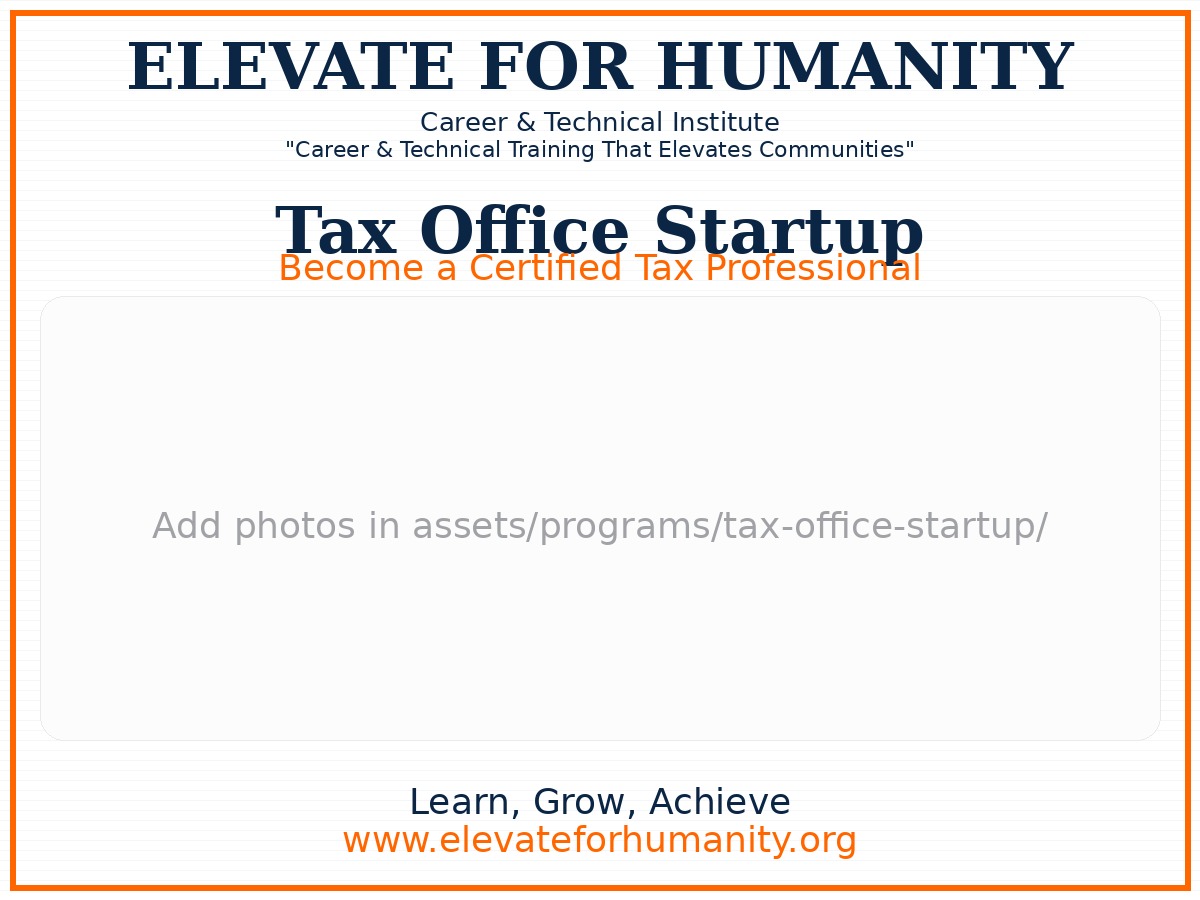 ELEVATE FOR HUMANITY
Career & Technical Institute
"Career & Technical Training That Elevates Communities"
Tax Office Startup
Become a Certified Tax Professional
Add photos in assets/programs/tax-office-startup/
Learn, Grow, Achieve
www.elevateforhumanity.org